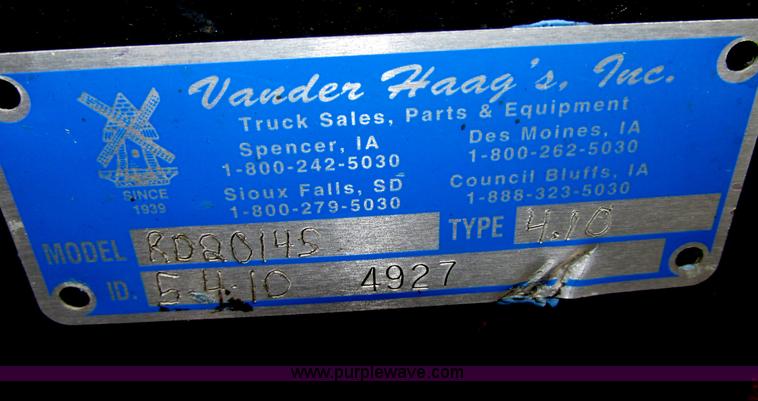 Vander Haag's, Inc.
Truck Sales, Parts & Equipment
Spencer, IA
1-800-242-5030
Des Moines, IA
1-800-262-5030
Sioux Falls, SD
1-800-279-5030
Council Bluffs, IA
1-888-323-5030
SINCE
1939
MODEL RD20145 TYPE 4.10
ID. 5.4.10 4927
www.purplewave.com